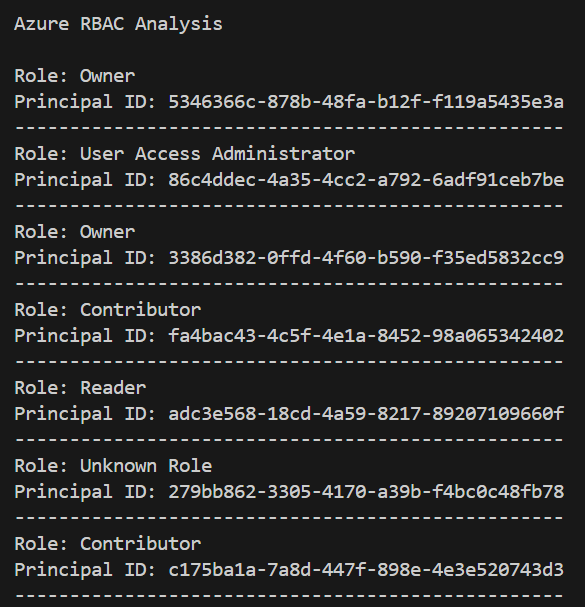 Azure RBAC Analysis
Role: Owner
Principal ID: 5346366c-878b-48fa-b12f-f119a5435e3a
--------------------------------------------------
Role: User Access Administrator
Principal ID: 86c4ddec-4a35-4cc2-a792-6adf91ceb7be
--------------------------------------------------
Role: Owner
Principal ID: 3386d382-0ffd-4f60-b590-f35ed5832cc9
--------------------------------------------------
Role: Contributor
Principal ID: fa4bac43-4c5f-4e1a-8452-98a065342402
--------------------------------------------------
Role: Reader
Principal ID: adc3e568-18cd-4a59-8217-89207109660f
--------------------------------------------------
Role: Unknown Role
Principal ID: 279bb862-3305-4170-a39b-f4bc0c48fb78
--------------------------------------------------
Role: Contributor
Principal ID: c175ba1a-7a8d-447f-898e-4e3e520743d3
--------------------------------------------------